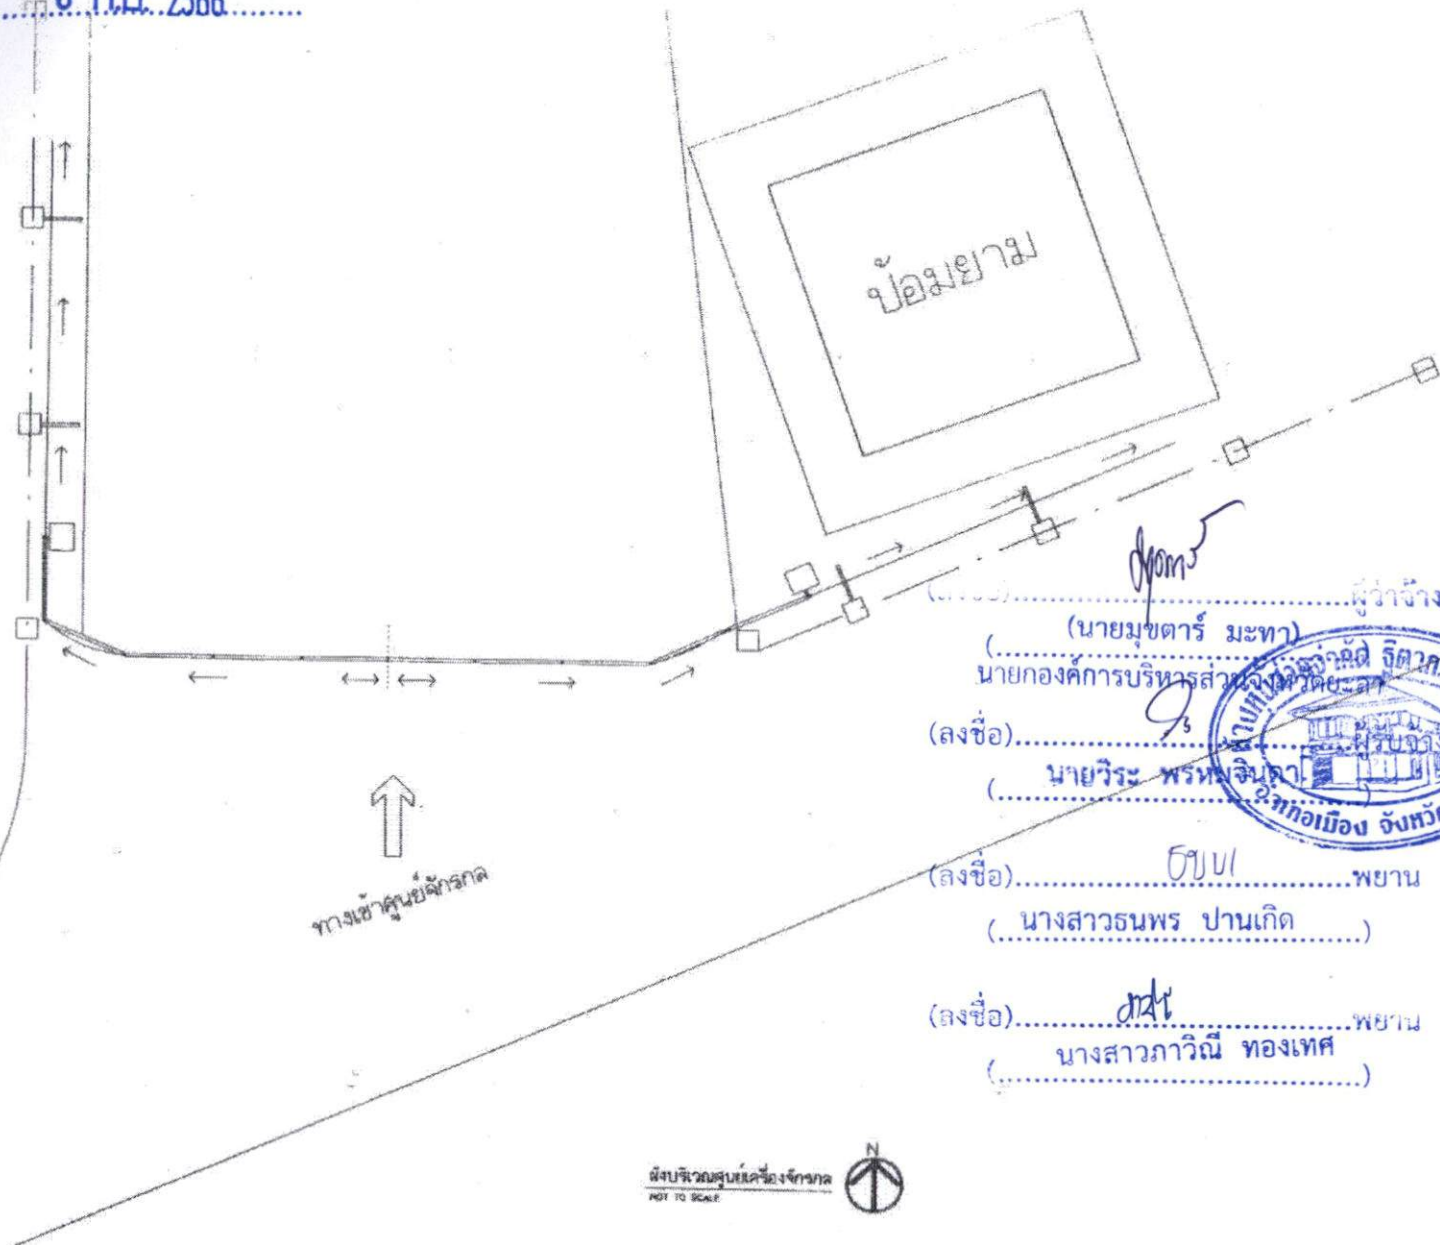 2566
ป้อมยาม
ผู้ว่าจ้าง
(นายมุขตาร์ มะทา)
นายกองค์การบริหารส่วนจังหวัดยะลา
(ลงชื่อ) ผู้รับจ้าง
นายวีระ พรหมจินดา
อำเภอเมือง จังหวัด
ทางเข้าศูนย์จักรกล
(ลงชื่อ) พยาน
(นางสาวธนพร ปานเกิด)
(ลงชื่อ) พยาน
(นางสาวภาวิณี ทองเทศ)
N
ผังบริเวณศูนย์เครื่องจักรกล
NOT TO SCALE